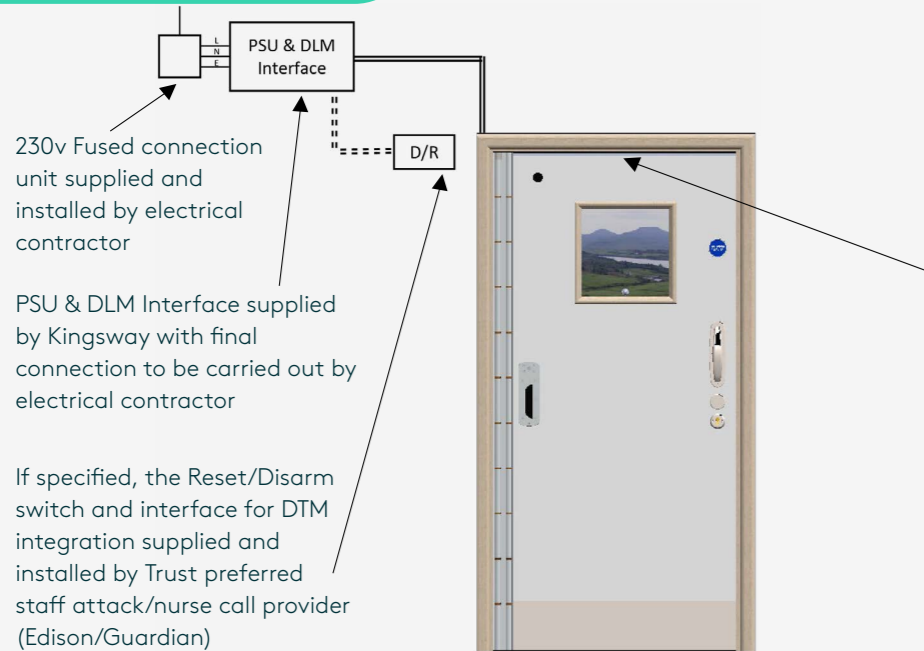 L
N
E
PSU & DLM
Interface
D/R
230v Fused connection
unit supplied and
installed by electrical
contractor
PSU & DLM Interface supplied
by Kingsway with final
connection to be carried out by
electrical contractor
If specified, the Reset/Disarm
switch and interface for DTM
integration supplied and
installed by Trust preferred
staff attack/nurse call provider
(Edison/Guardian)